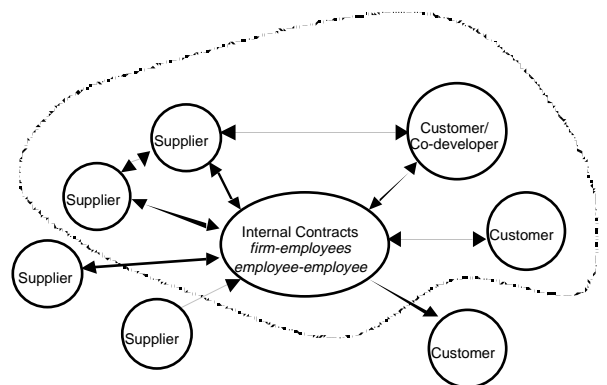 Supplier
Customer/
Co-developer
Supplier
Internal Contracts
firm-employees
employee-employee
Customer
Supplier
Supplier
Customer